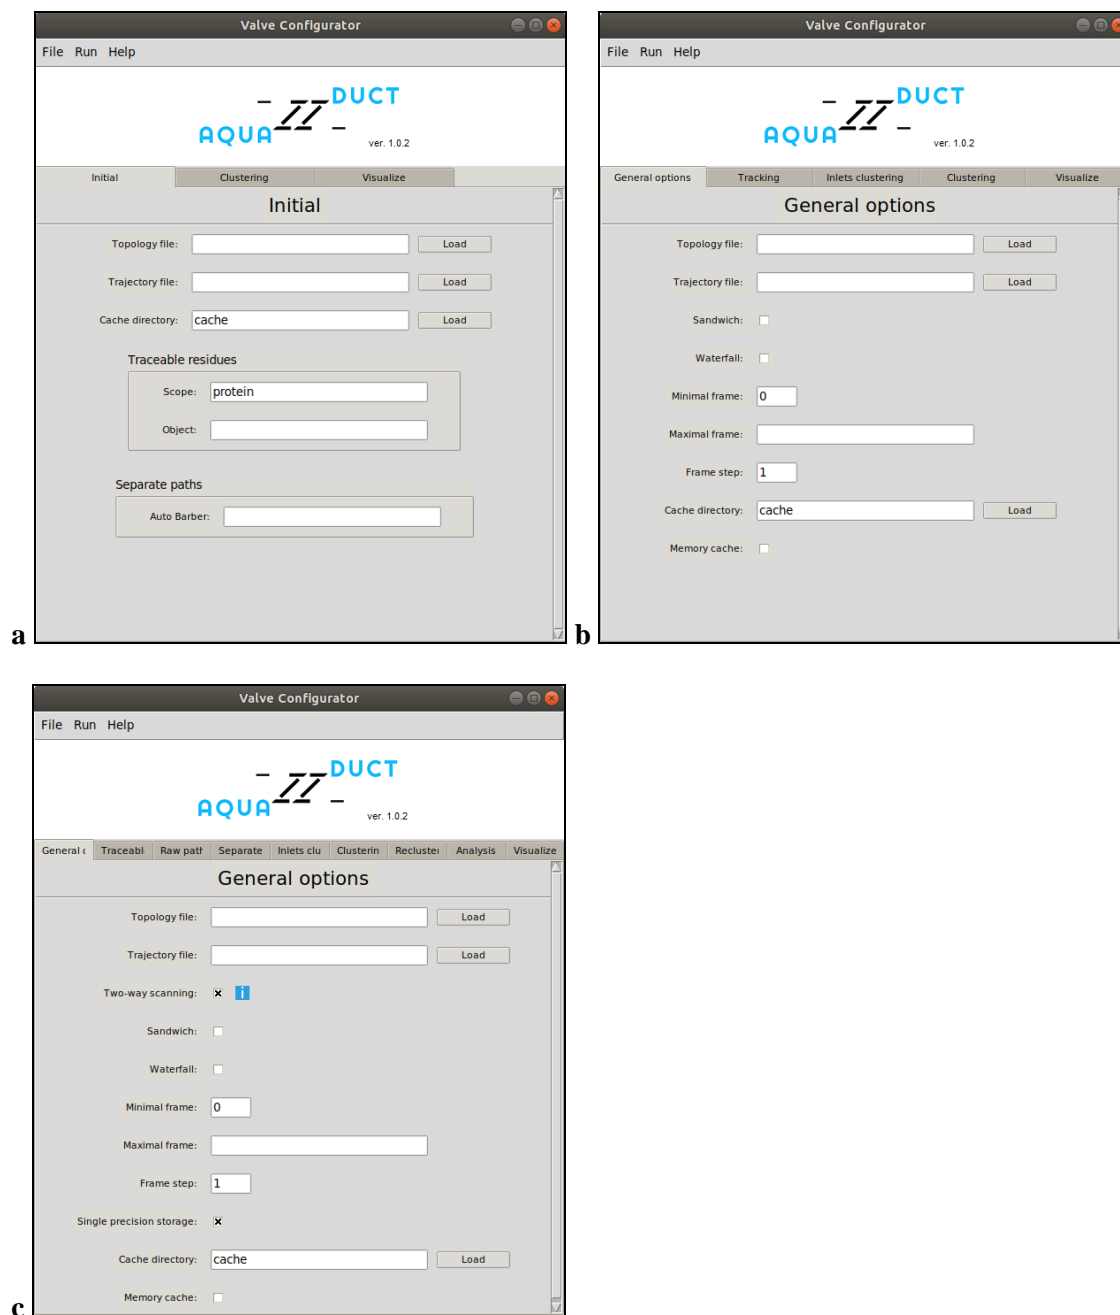 Valve Configurator
File Run Help
AQUA DUCT
ver. 1.0.2
Initial Clustering Visualize
Initial
Topology file: Load
Trajectory file: Load
Cache directory: cache Load
Traceable residues
Scope: protein
Object:
Separate paths
Auto Barber:
a
Valve Configurator
File Run Help
AQUA DUCT
ver. 1.0.2
General options Tracking Inlets clustering Clustering Visualize
General options
Topology file: Load
Trajectory file: Load
Sandwich:
Waterfall:
Minimal frame: 0
Maximal frame:
Frame step: 1
Cache directory: cache Load
Memory cache:
b
Valve Configurator
File Run Help
AQUA DUCT
ver. 1.0.2
General c Traceabl Raw path Separate Inlets clu Clusterin Recluster Analysis Visualize
General options
Topology file: Load
Trajectory file: Load
Two-way scanning: i
Sandwich:
Waterfall:
Minimal frame: 0
Maximal frame:
Frame step: 1
Single precision storage:
Cache directory: cache Load
Memory cache:
c